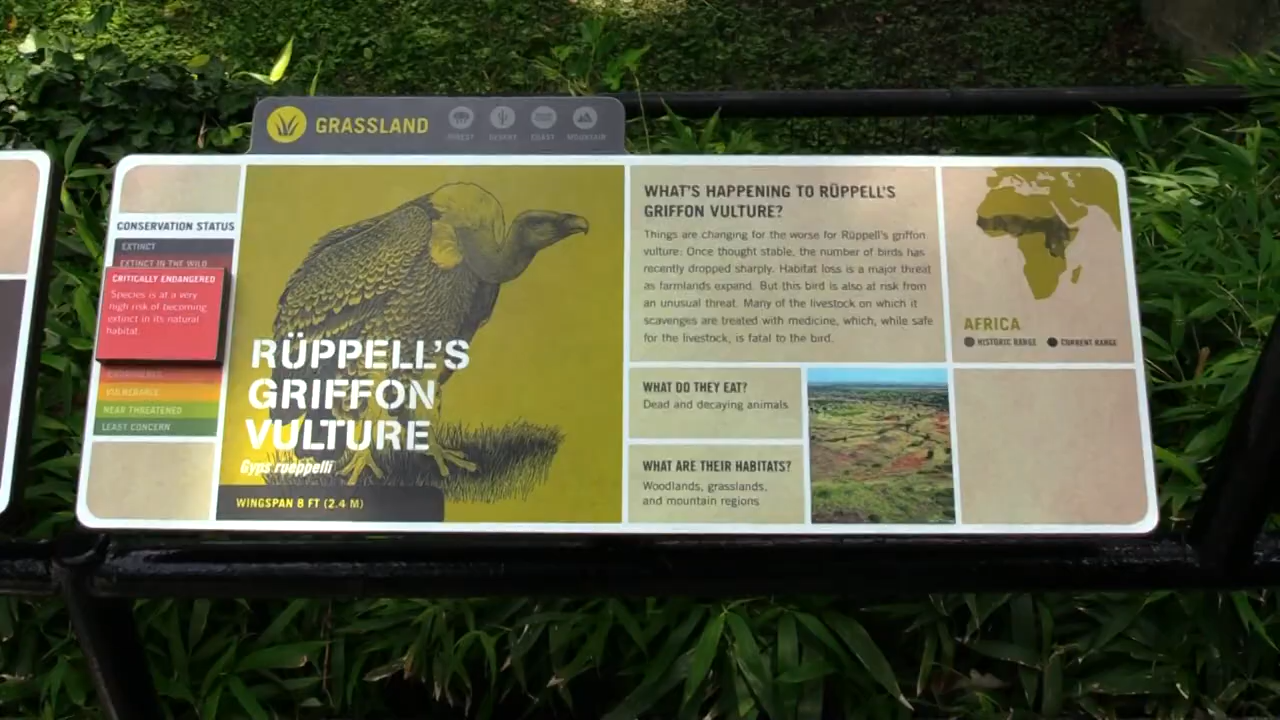 GRASSLAND
FOREST DESERT COAST MOUNTAIN
CONSERVATION STATUS
EXTINCT
EXTINCT IN THE WILD
CRITICALLY ENDANGERED
Species is at a very
high risk of becoming
extinct in its natural
habitat.
ENDANGERED
VULNERABLE
NEAR THREATENED
LEAST CONCERN
RÜPPELL'S
GRIFFON
VULTURE
Gyps rueppelli
WINGSPAN 8 FT (2.4 M)
WHAT'S HAPPENING TO RÜPPELL'S
GRIFFON VULTURE?
Things are changing for the worse for Rüppell's griffon
vulture: Once thought stable, the number of birds has
recently dropped sharply. Habitat loss is a major threat
as farmlands expand. But this bird is also at risk from
an unusual threat. Many of the livestock on which it
scavenges are treated with medicine, which, while safe
for the livestock, is fatal to the bird.
WHAT DO THEY EAT?
Dead and decaying animals
WHAT ARE THEIR HABITATS?
Woodlands, grasslands,
and mountain regions
AFRICA
HISTORIC RANGE CURRENT RANGE